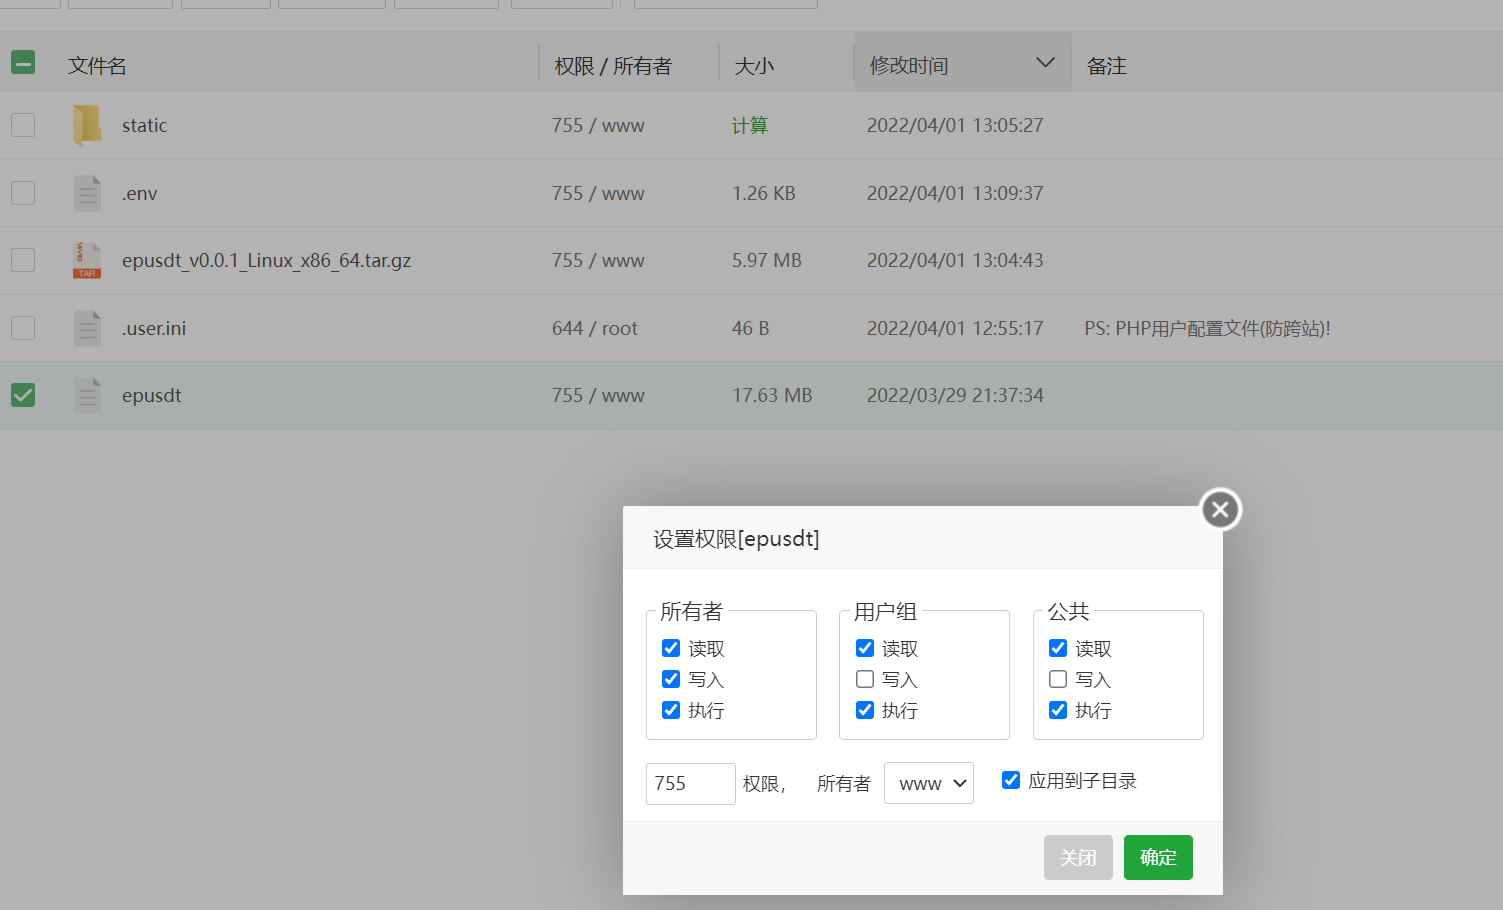 文件名 权限 / 所有者 大小 修改时间 备注
static 755 / www 计算 2022/04/01 13:05:27
.env 755 / www 1.26 KB 2022/04/01 13:09:37
TAR epusdt_v0.0.1_Linux_x86_64.tar.gz 755 / www 5.97 MB 2022/04/01 13:04:43
.user.ini 644 / root 46 B 2022/04/01 12:55:17 PS: PHP用户配置文件(防跨站)!
epusdt 755 / www 17.63 MB 2022/03/29 21:37:34
设置权限[epusdt]
所有者 用户组 公共
读取 读取 读取
写入 写入 写入
执行 执行 执行
755 权限， 所有者 www 应用到子目录
关闭 确定